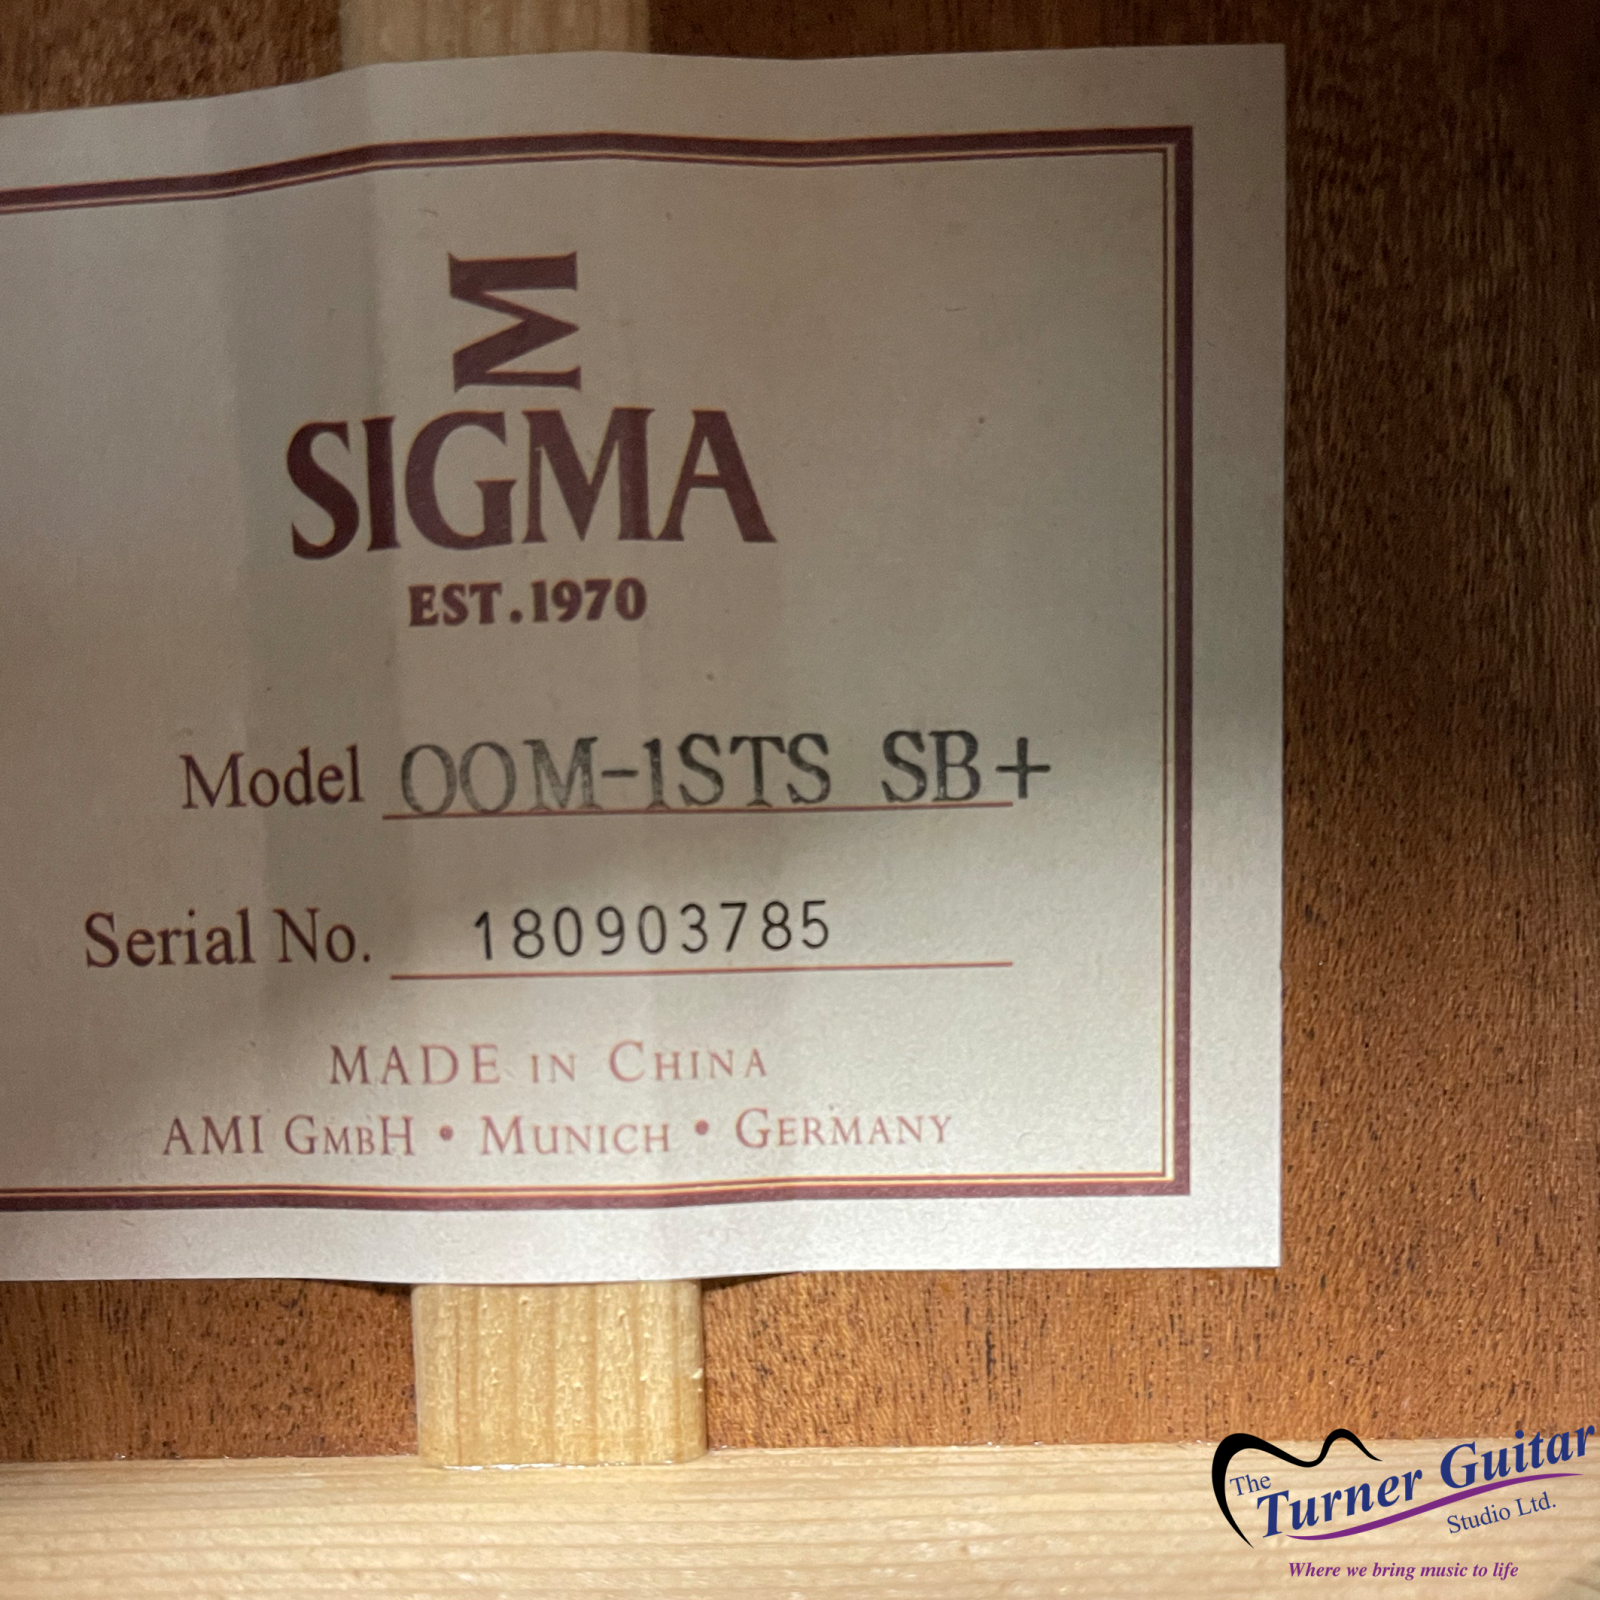 Σ
SIGMA
EST.1970
Model OOM-1STS SB+
Serial No. 180903785
MADE IN CHINA
AMI GMBH • MUNICH • GERMANY
The Turner Guitar
Studio Ltd.
Where we bring music to life